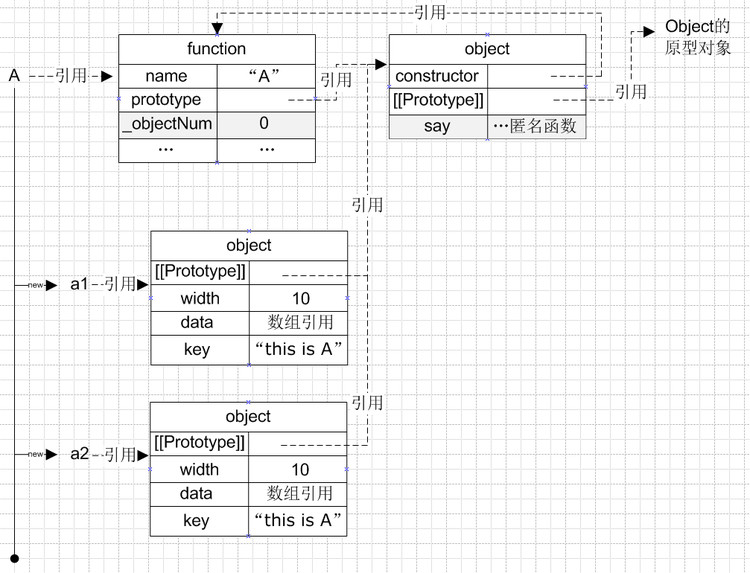 引用
Object的
原型对象
function
object
A
引用
name
“A”
引用
constructor
引用
prototype
[[Prototype]]
_objectNum
0
say
…匿名函数
…
…
引用
object
[[Prototype]]
new
a1
引用
width
10
data
数组引用
key
“this is A”
引用
object
[[Prototype]]
new
a2
引用
width
10
data
数组引用
key
“this is A”